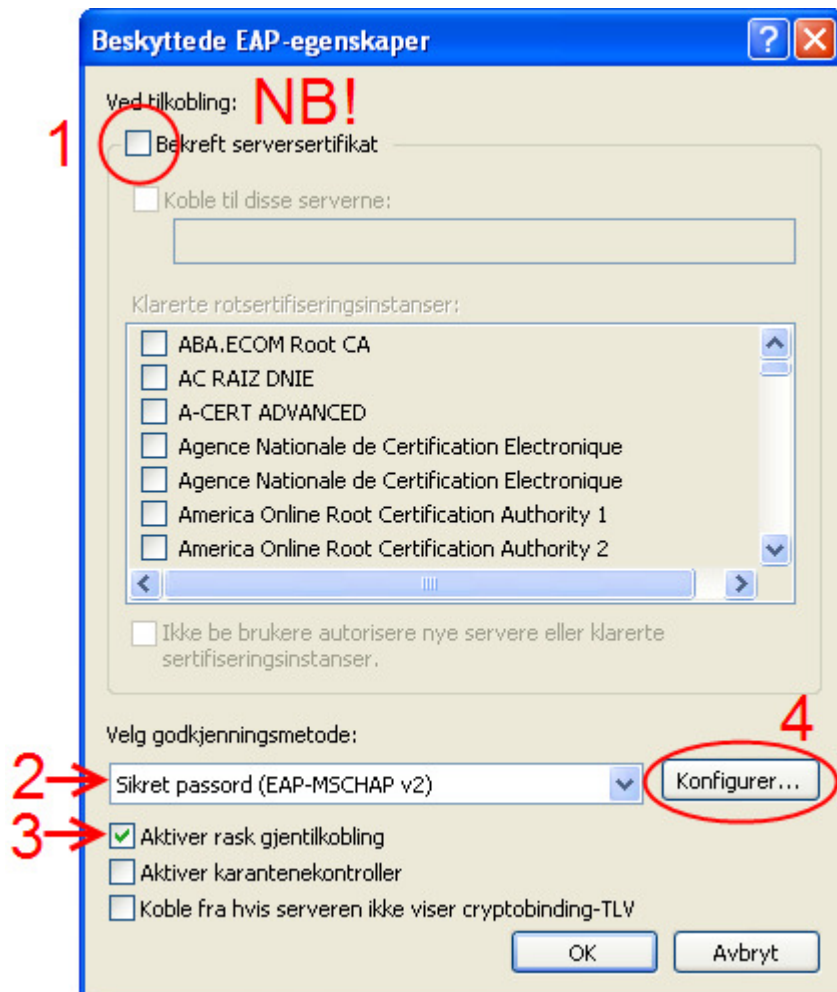 Beskyttede EAP-egenskaper
Ved tilkobling: NB!
1
Bekreft serversertifikat
Koble til disse serverne:
Klarerte rotsertifiseringsinstanser:
ABA.ECOM Root CA
AC RAIZ DNIE
A-CERT ADVANCED
Agence Nationale de Certification Electronique
Agence Nationale de Certification Electronique
America Online Root Certification Authority 1
America Online Root Certification Authority 2
Ikke be brukere autorisere nye servere eller klarerte
sertifiseringsinstanser.
4
Velg godkjenningsmetode:
2 Sikret passord (EAP-MSCHAP v2) Konfigurer...
3 Aktiver rask gjentilkobling
Aktiver karantenekontroller
Koble fra hvis serveren ikke viser cryptobinding-TLV
OK Avbryt